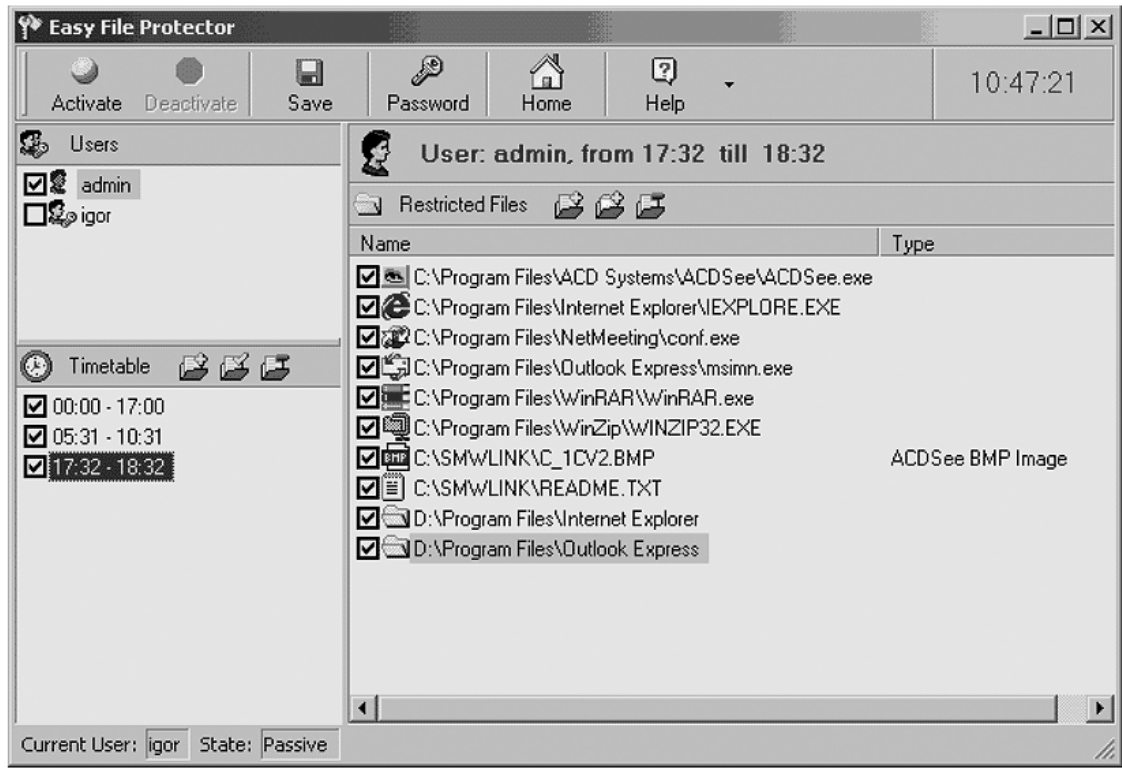 Easy File Protector
Activate Deactivate Save Password Home Help 10:47:21
Users
admin
igor
Timetable
00:00 - 17:00
05:31 - 10:31
17:32 - 18:32
User: admin, from 17:32 till 18:32
Restricted Files
Name Type
C:\Program Files\ACD Systems\ACDSee\ACDSee.exe
C:\Program Files\Internet Explorer\IEXPLORE.EXE
C:\Program Files\NetMeeting\conf.exe
C:\Program Files\Outlook Express\msimn.exe
C:\Program Files\WinRAR\WinRAR.exe
C:\Program Files\WinZip\WINZIP32.EXE
BMP C:\SMWLINK\C_1CV2.BMP ACDSee BMP Image
C:\SMWLINK\README.TXT
D:\Program Files\Internet Explorer
D:\Program Files\Outlook Express
Current User: igor State: Passive